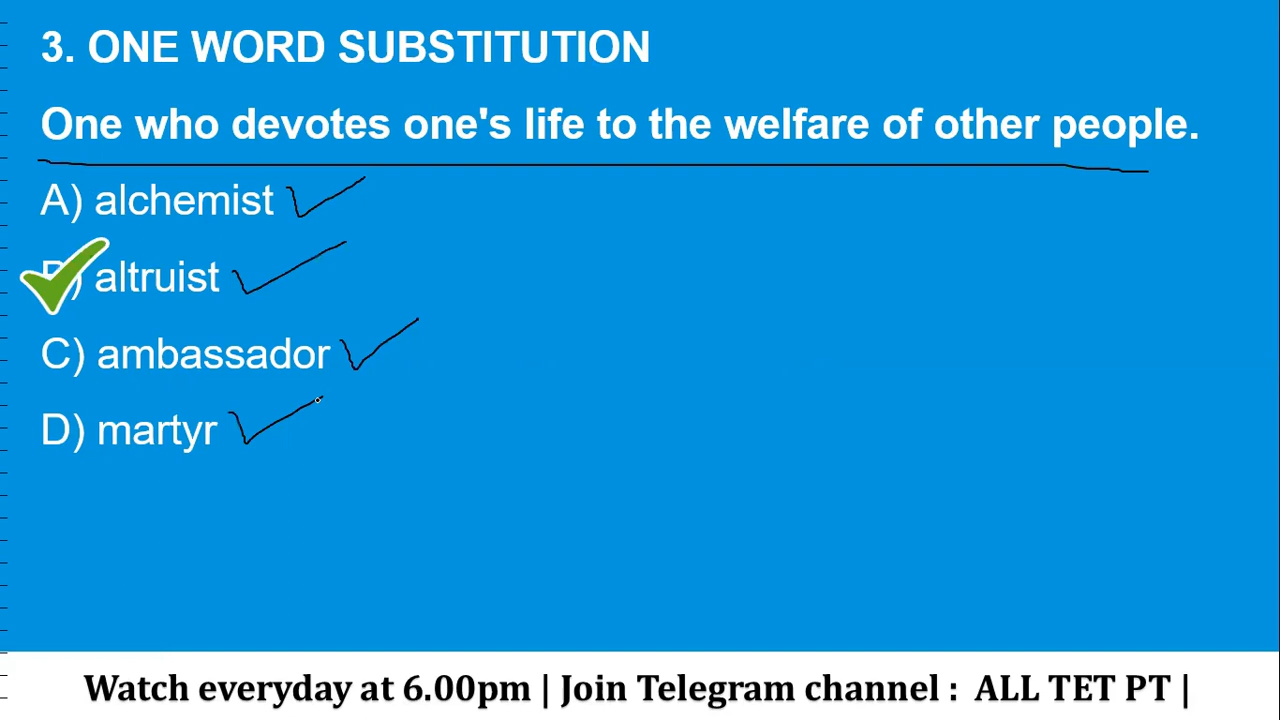 3. ONE WORD SUBSTITUTION
One who devotes one's life to the welfare of other people.
A) alchemist
B) altruist
C) ambassador
D) martyr
Watch everyday at 6.00pm | Join Telegram channel :  ALL TET PT |